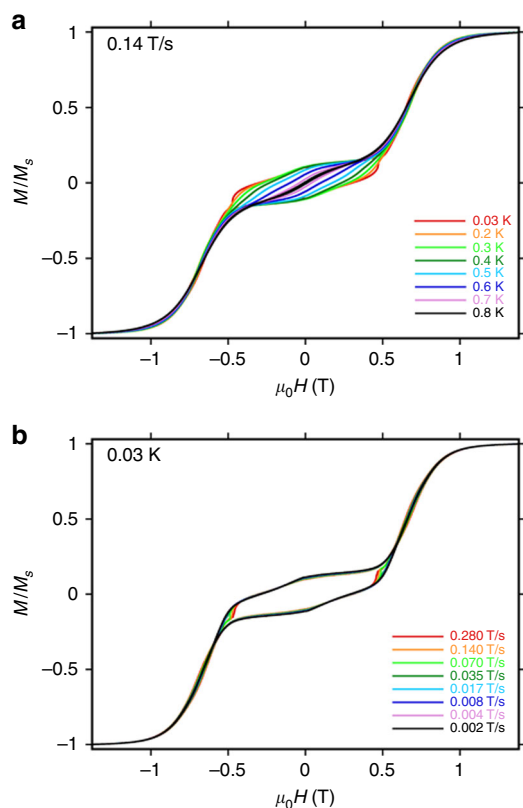 a
0.14 T/s
1
0.5
0
–0.5
–1
M/Ms
0.03 K
0.2 K
0.3 K
0.4 K
0.5 K
0.6 K
0.7 K
0.8 K
–1 –0.5 0 0.5 1
μ0H (T)
b
0.03 K
1
0.5
0
–0.5
–1
M/Ms
0.280 T/s
0.140 T/s
0.070 T/s
0.035 T/s
0.017 T/s
0.008 T/s
0.004 T/s
0.002 T/s
–1 –0.5 0 0.5 1
μ0H (T)